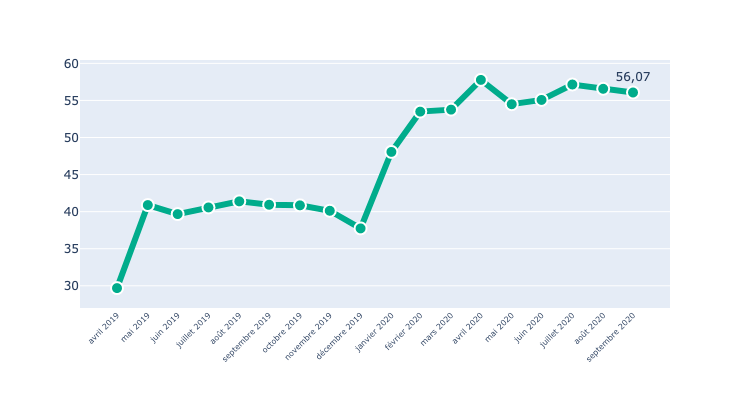 60
55
50
45
40
35
30
56,07
avril 2019
mai 2019
juin 2019
juillet 2019
août 2019
septembre 2019
octobre 2019
novembre 2019
décembre 2019
janvier 2020
février 2020
mars 2020
avril 2020
mai 2020
juin 2020
juillet 2020
août 2020
septembre 2020